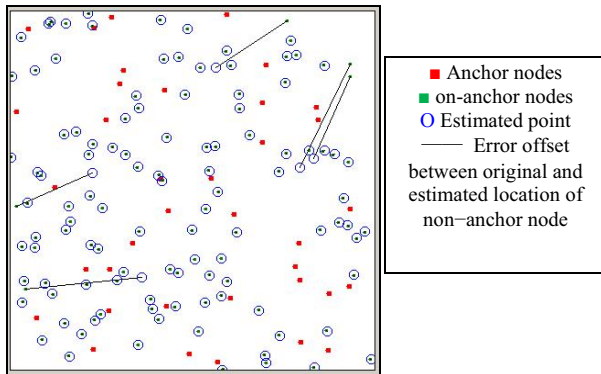 Anchor nodes
on-anchor nodes
O Estimated point
—— Error offset
between original and
estimated location of
non−anchor node